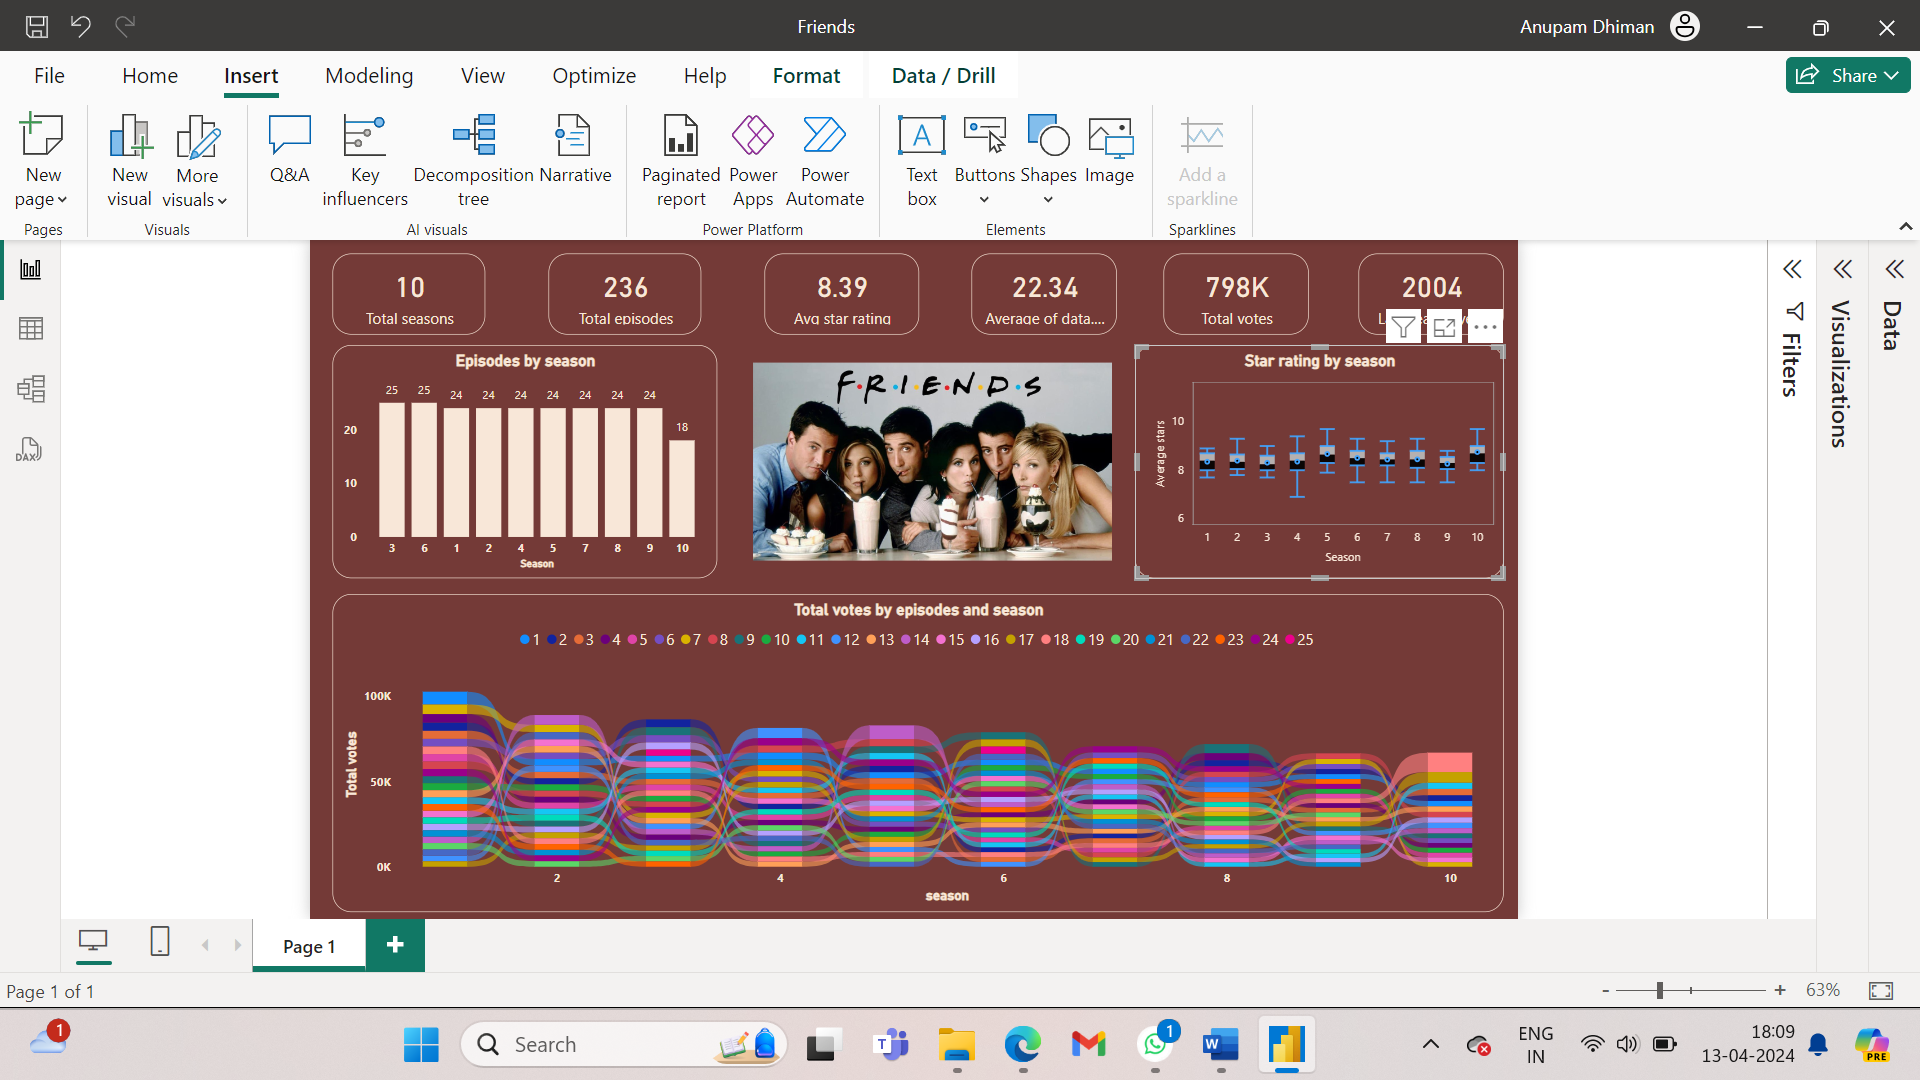 Friends
Anupam Dhiman
File Home Insert Modeling View Optimize Help Format Data / Drill
Share
New page
New visual
More visuals
Q&A
Key influencers
Decomposition tree
Narrative
Paginated report
Power Apps
Power Automate
Text box
Buttons
Shapes
Image
Add a sparkline
Pages
Visuals
AI visuals
Power Platform
Elements
Sparklines
DAX
10
Total seasons
236
Total episodes
8.39
Avg star rating
22.34
Average of data....
798K
Total votes
2004
Filters
Visualizations
Data
Episodes by season
25 25 24 24 24 24 24 24 24 18
20
10
0
3 6 1 2 4 5 7 8 9 10
Season
F·R·I·E·N·D·S
Star rating by season
Average stars
10
8
6
1 2 3 4 5 6 7 8 9 10
Season
Total votes by episodes and season
1 2 3 4 5 6 7 8 9 10 11 12 13 14 15 16 17 18 19 20 21 22 23 24 25
Total votes
100K
50K
0K
2 4 6 8 10
season
Page 1
+
Page 1 of 1
- + 63%
1
Search
T
1
W
ENG
IN
18:09
13-04-2024
PRE